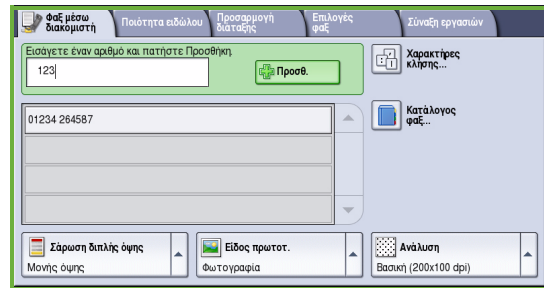 Φαξ μέσω
διακομιστή
Ποιότητα ειδώλου
Προσαρμογή
διάταξης
Επιλογές
φαξ
Σύναξη εργασιών
Εισάγετε έναν αριθμό και πατήστε Προσθήκη.
123
Προσθ.
Χαρακτήρες
κλήσης...
01234 264587
Κατάλογος
φαξ...
Σάρωση διπλής όψης
Μονής όψης
Είδος πρωτοτ.
Φωτογραφία
Ανάλυση
Βασική (200x100 dpi)